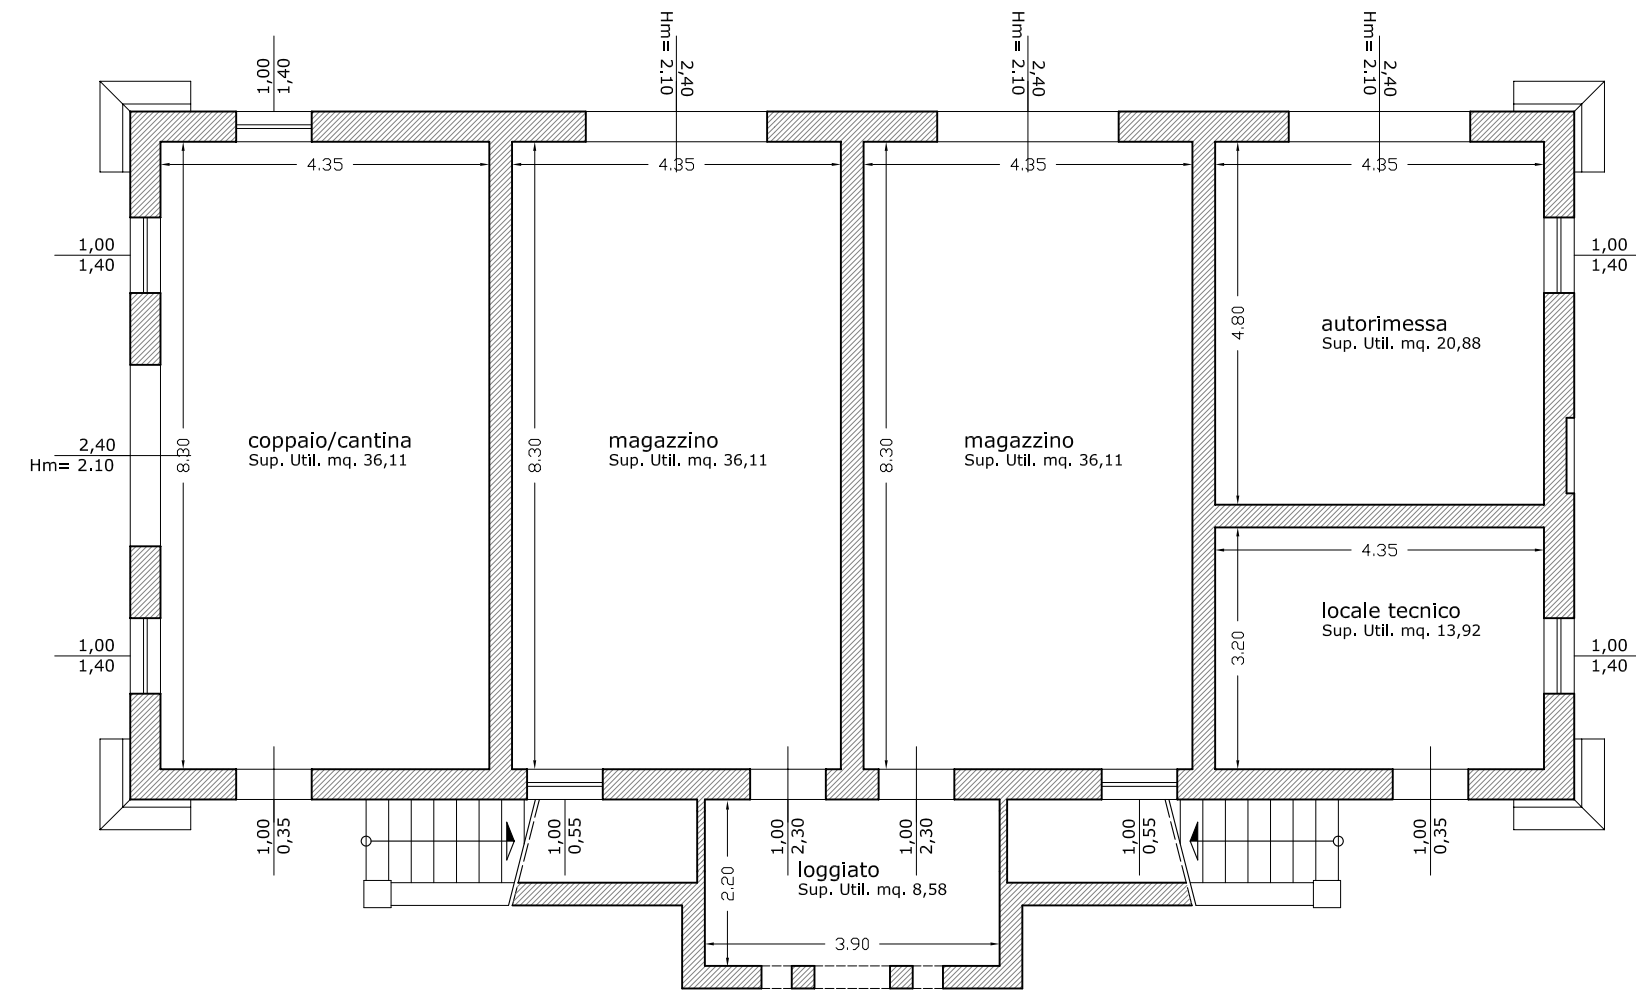 1,00
1,40
Hm= 2.10
2,40
Hm= 2.10
2,40
Hm= 2.10
2,40
4.35
4.35
4.35
4.35
1,00
1,40
1,00
1,40
4.80
autorimessa
Sup. Util. mq. 20,88
2,40
Hm= 2.10
8.30
coppaio/cantina
Sup. Util. mq. 36,11
8.30
magazzino
Sup. Util. mq. 36,11
8.30
magazzino
Sup. Util. mq. 36,11
4.35
locale tecnico
Sup. Util. mq. 13,92
3.20
1,00
1,40
1,00
1,40
1,00
0,35
1,00
0,55
1,00
2,30
1,00
2,30
1,00
0,55
1,00
0,35
loggiato
Sup. Util. mq. 8,58
2.20
3.90